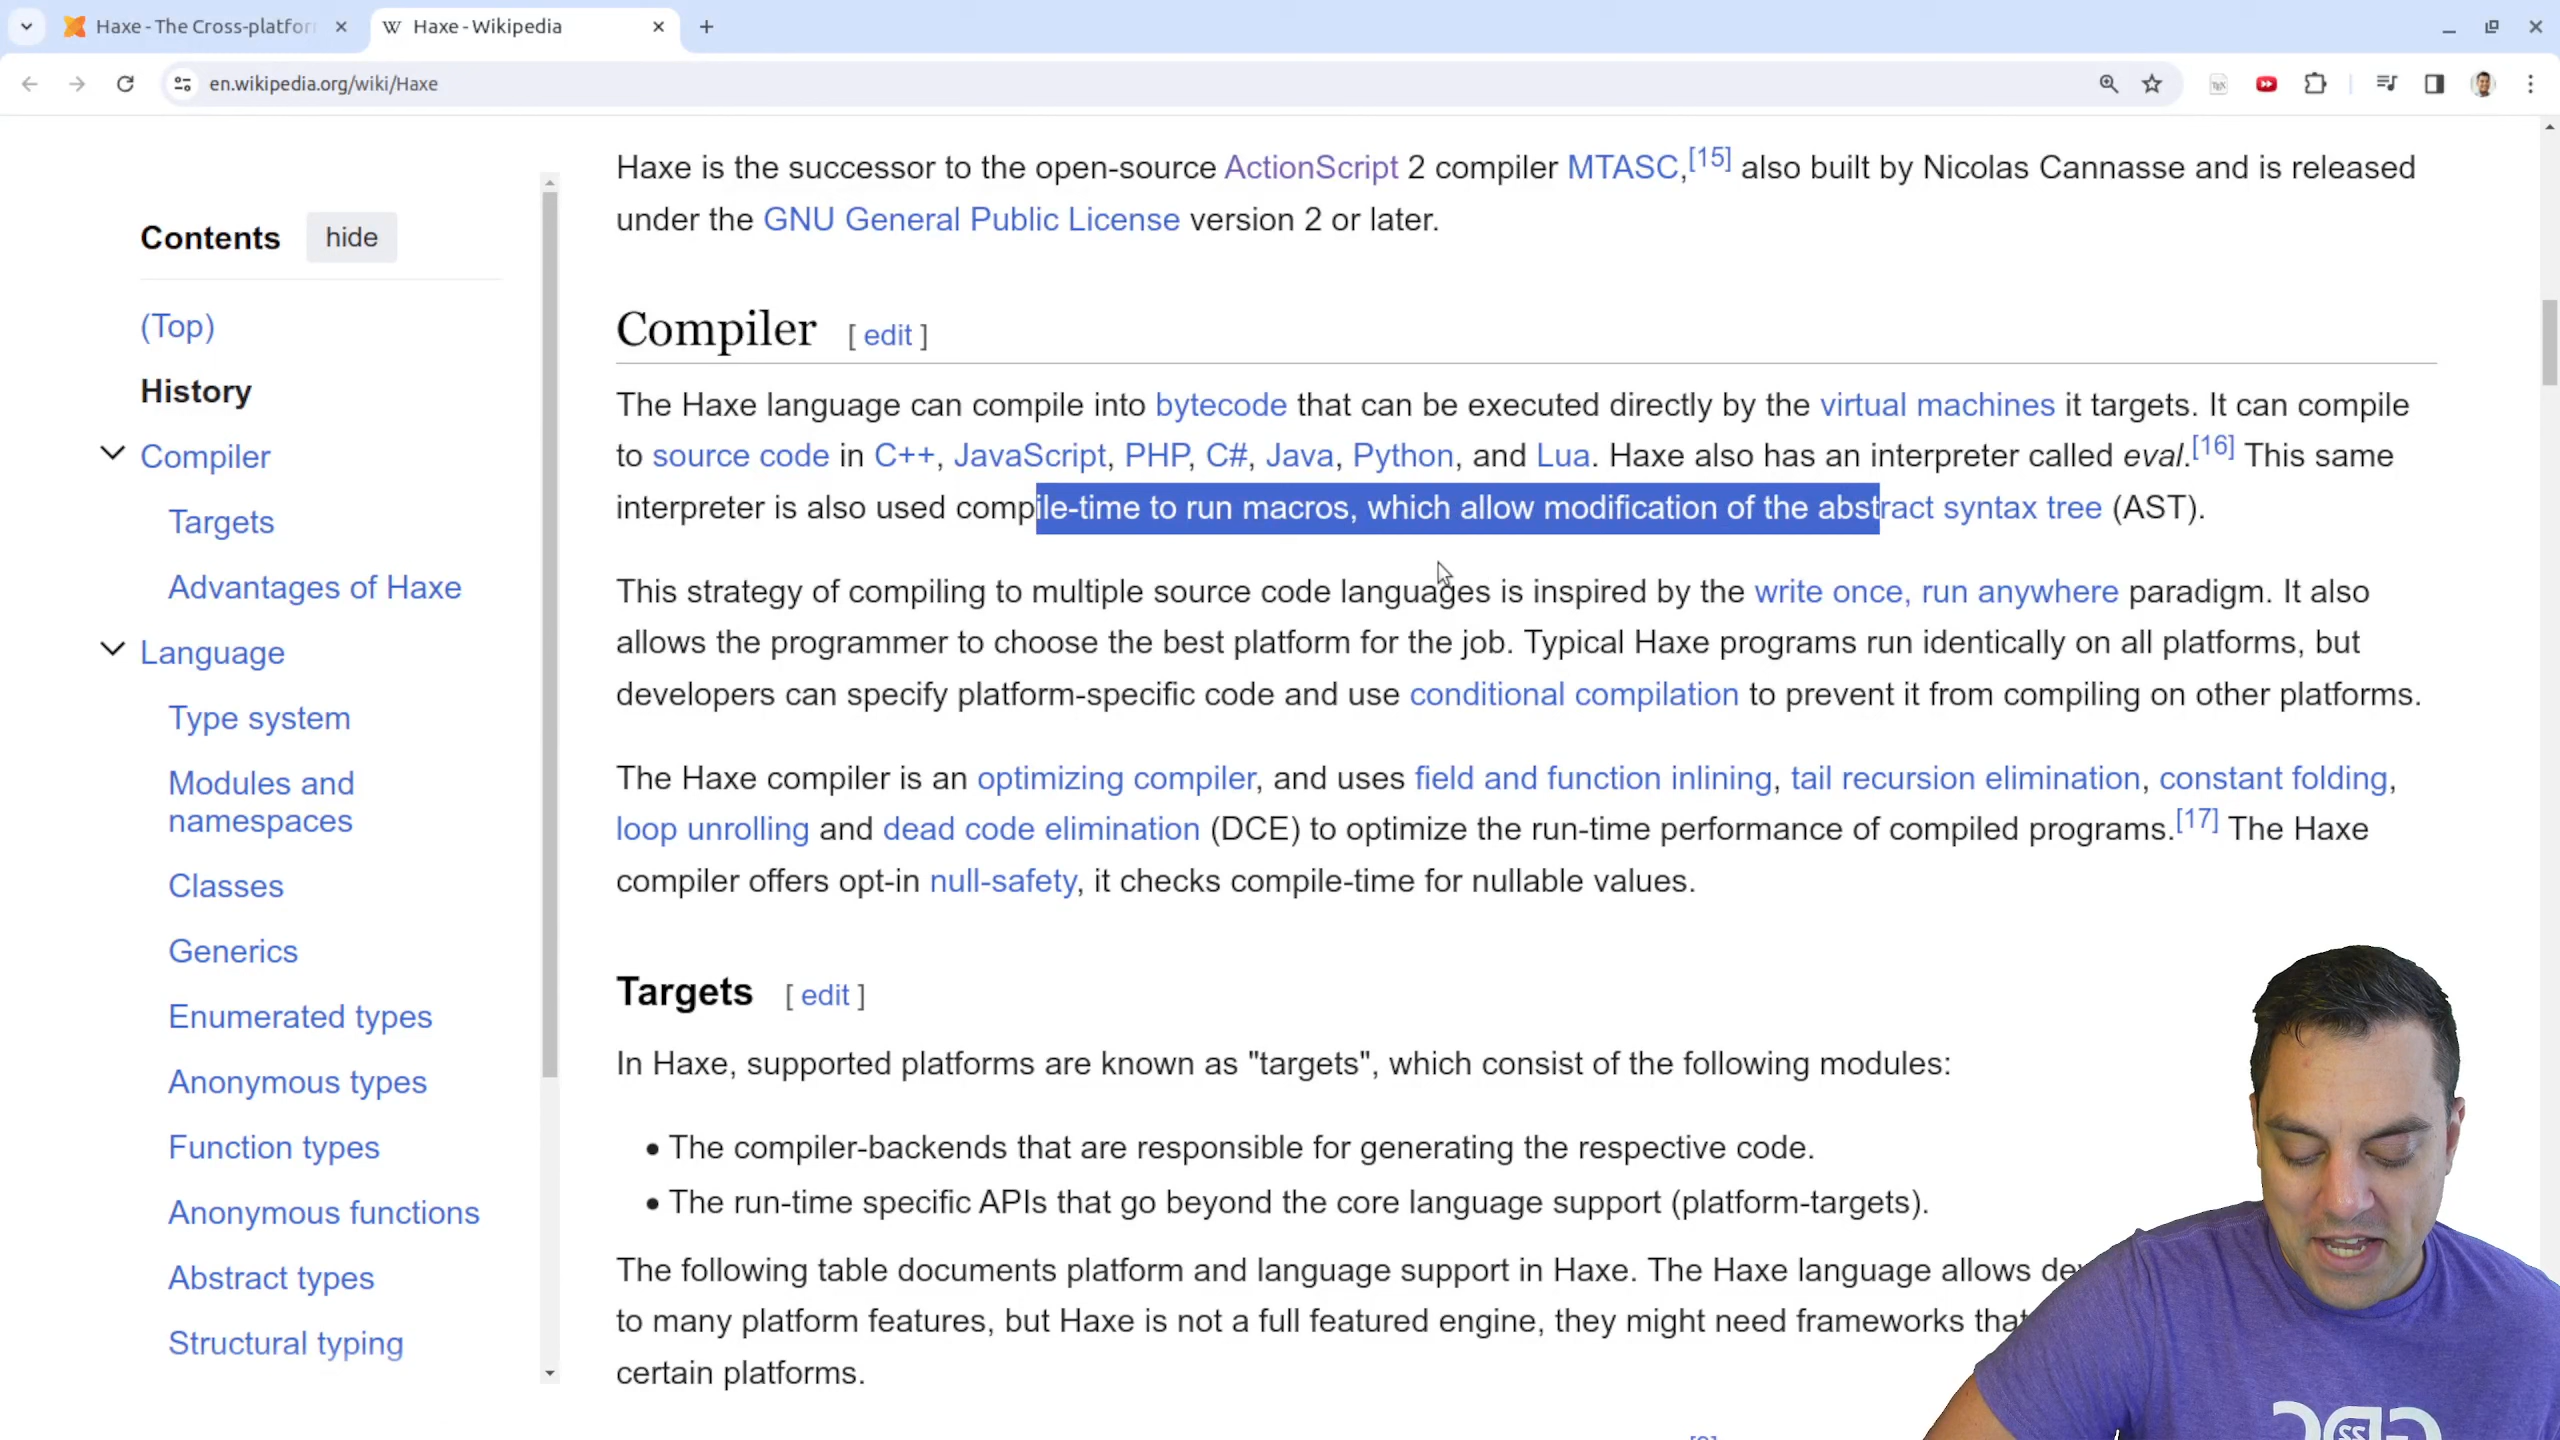 Haxe - The Cross-platfor
Haxe - Wikipedia
en.wikipedia.org/wiki/Haxe
Contents hide
(Top)
History
Compiler
Targets
Advantages of Haxe
Language
Type system
Modules and
namespaces
Classes
Generics
Enumerated types
Anonymous types
Function types
Anonymous functions
Abstract types
Structural typing
Haxe is the successor to the open-source ActionScript 2 compiler MTASC,[15] also built by Nicolas Cannasse and is released
under the GNU General Public License version 2 or later.
Compiler [ edit ]
The Haxe language can compile into bytecode that can be executed directly by the virtual machines it targets. It can compile
to source code in C++, JavaScript, PHP, C#, Java, Python, and Lua. Haxe also has an interpreter called eval.[16] This same
interpreter is also used compile-time to run macros, which allow modification of the abstract syntax tree (AST).
This strategy of compiling to multiple source code languages is inspired by the write once, run anywhere paradigm. It also
allows the programmer to choose the best platform for the job. Typical Haxe programs run identically on all platforms, but
developers can specify platform-specific code and use conditional compilation to prevent it from compiling on other platforms.
The Haxe compiler is an optimizing compiler, and uses field and function inlining, tail recursion elimination, constant folding,
loop unrolling and dead code elimination (DCE) to optimize the run-time performance of compiled programs.[17] The Haxe
compiler offers opt-in null-safety, it checks compile-time for nullable values.
Targets [ edit ]
In Haxe, supported platforms are known as "targets", which consist of the following modules:
• The compiler-backends that are responsible for generating the respective code.
• The run-time specific APIs that go beyond the core language support (platform-targets).
The following table documents platform and language support in Haxe. The Haxe language allows
to many platform features, but Haxe is not a full featured engine, they might need frameworks that
certain platforms.